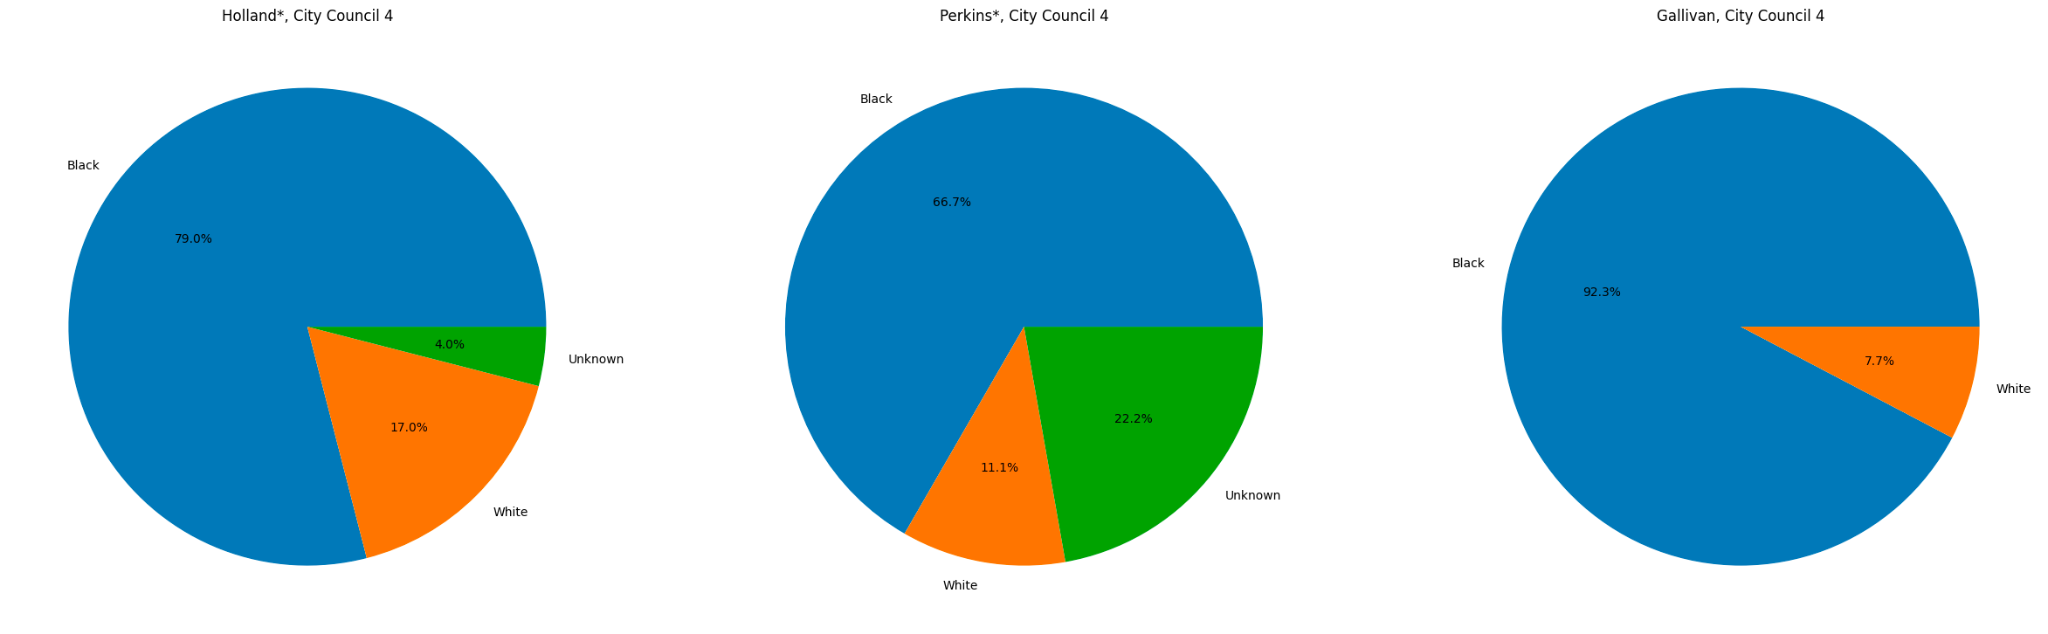 Holland*, City Council 4
Black
79.0%
4.0%
Unknown
17.0%
White
Perkins*, City Council 4
Black
66.7%
22.2%
11.1%
Unknown
White
Gallivan, City Council 4
Black
92.3%
7.7%
White